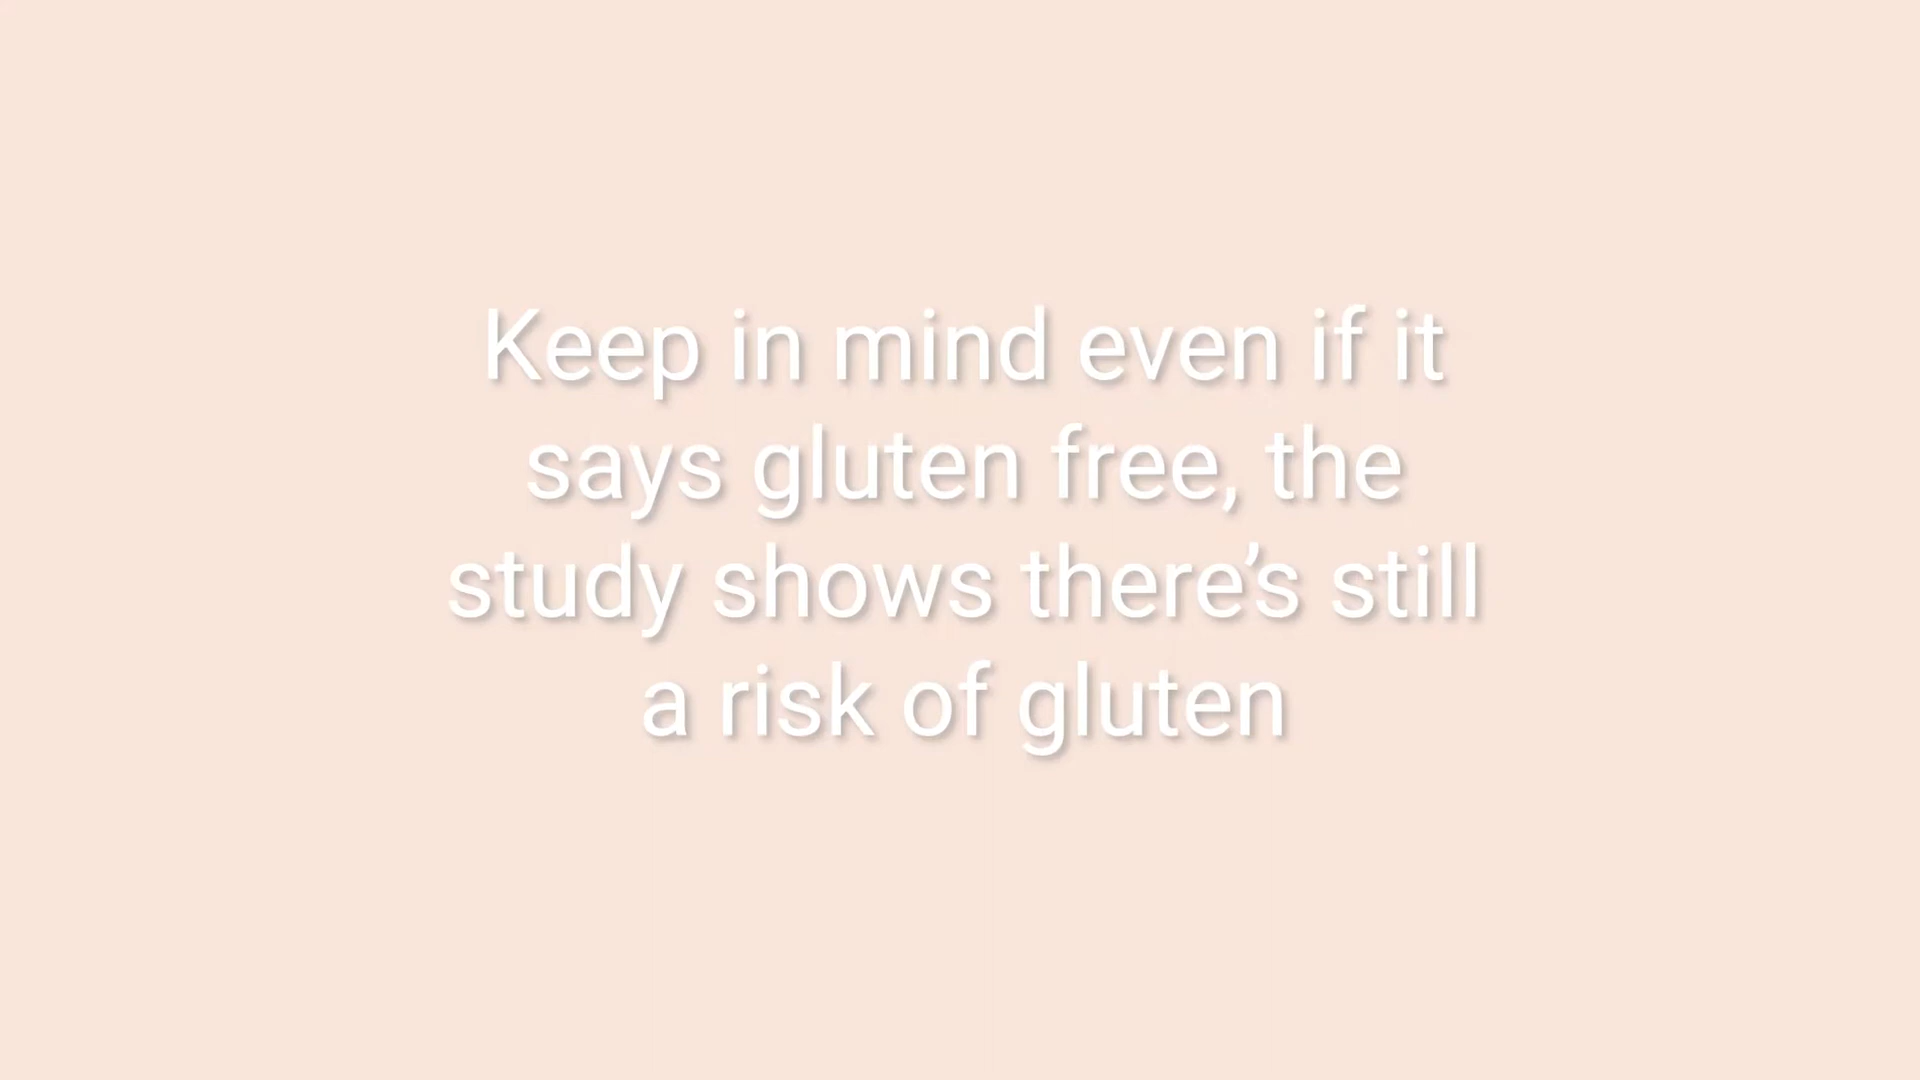 Keep in mind even if it
says gluten free, the
study shows there’s still
a risk of gluten